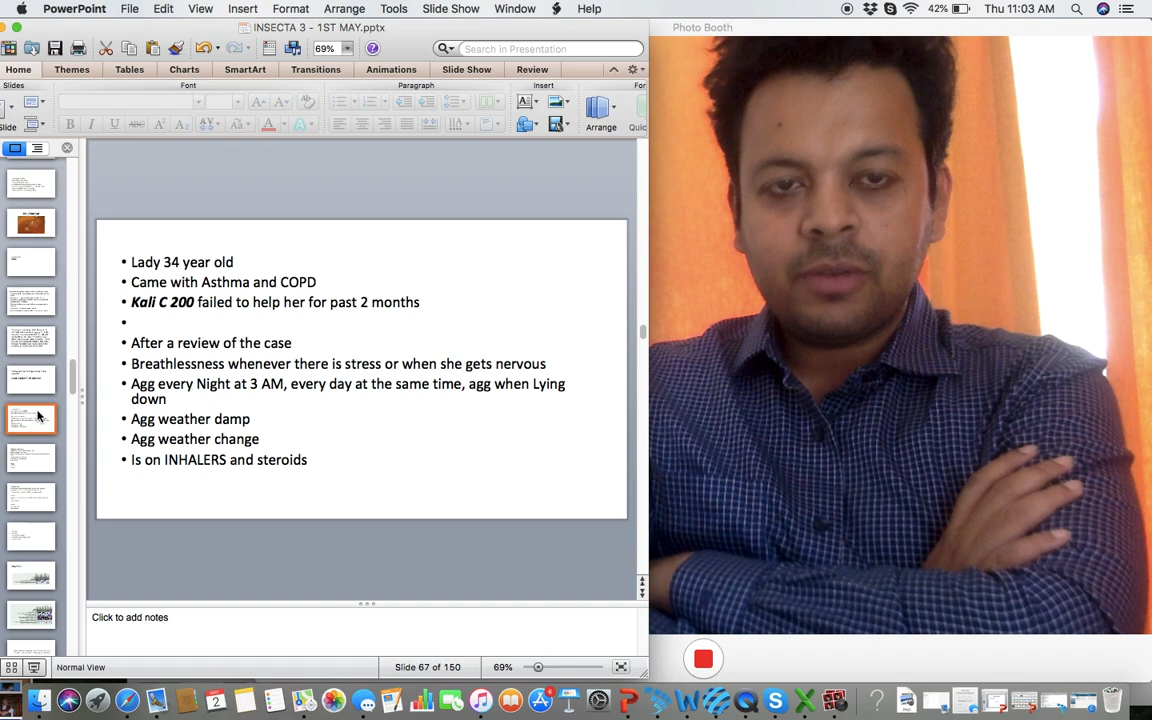 PowerPoint File Edit View Insert Format Arrange Tools Slide Show Window Help 42% Thu 11:03 AM
INSECTA 3 - 1ST MAY.pptx
Photo Booth
69% Search in Presentation
Home Themes Tables Charts SmartArt Transitions Animations Slide Show Review
Slides Font Paragraph Insert For
Slide Arrange Quic
• Lady 34 year old
• Came with Asthma and COPD
• Kali C 200 failed to help her for past 2 months
•
• After a review of the case
• Breathlessness whenever there is stress or when she gets nervous
• Agg every Night at 3 AM, every day at the same time, agg when Lying
down
• Agg weather damp
• Agg weather change
• Is on INHALERS and steroids
Click to add notes
Normal View Slide 67 of 150 69%